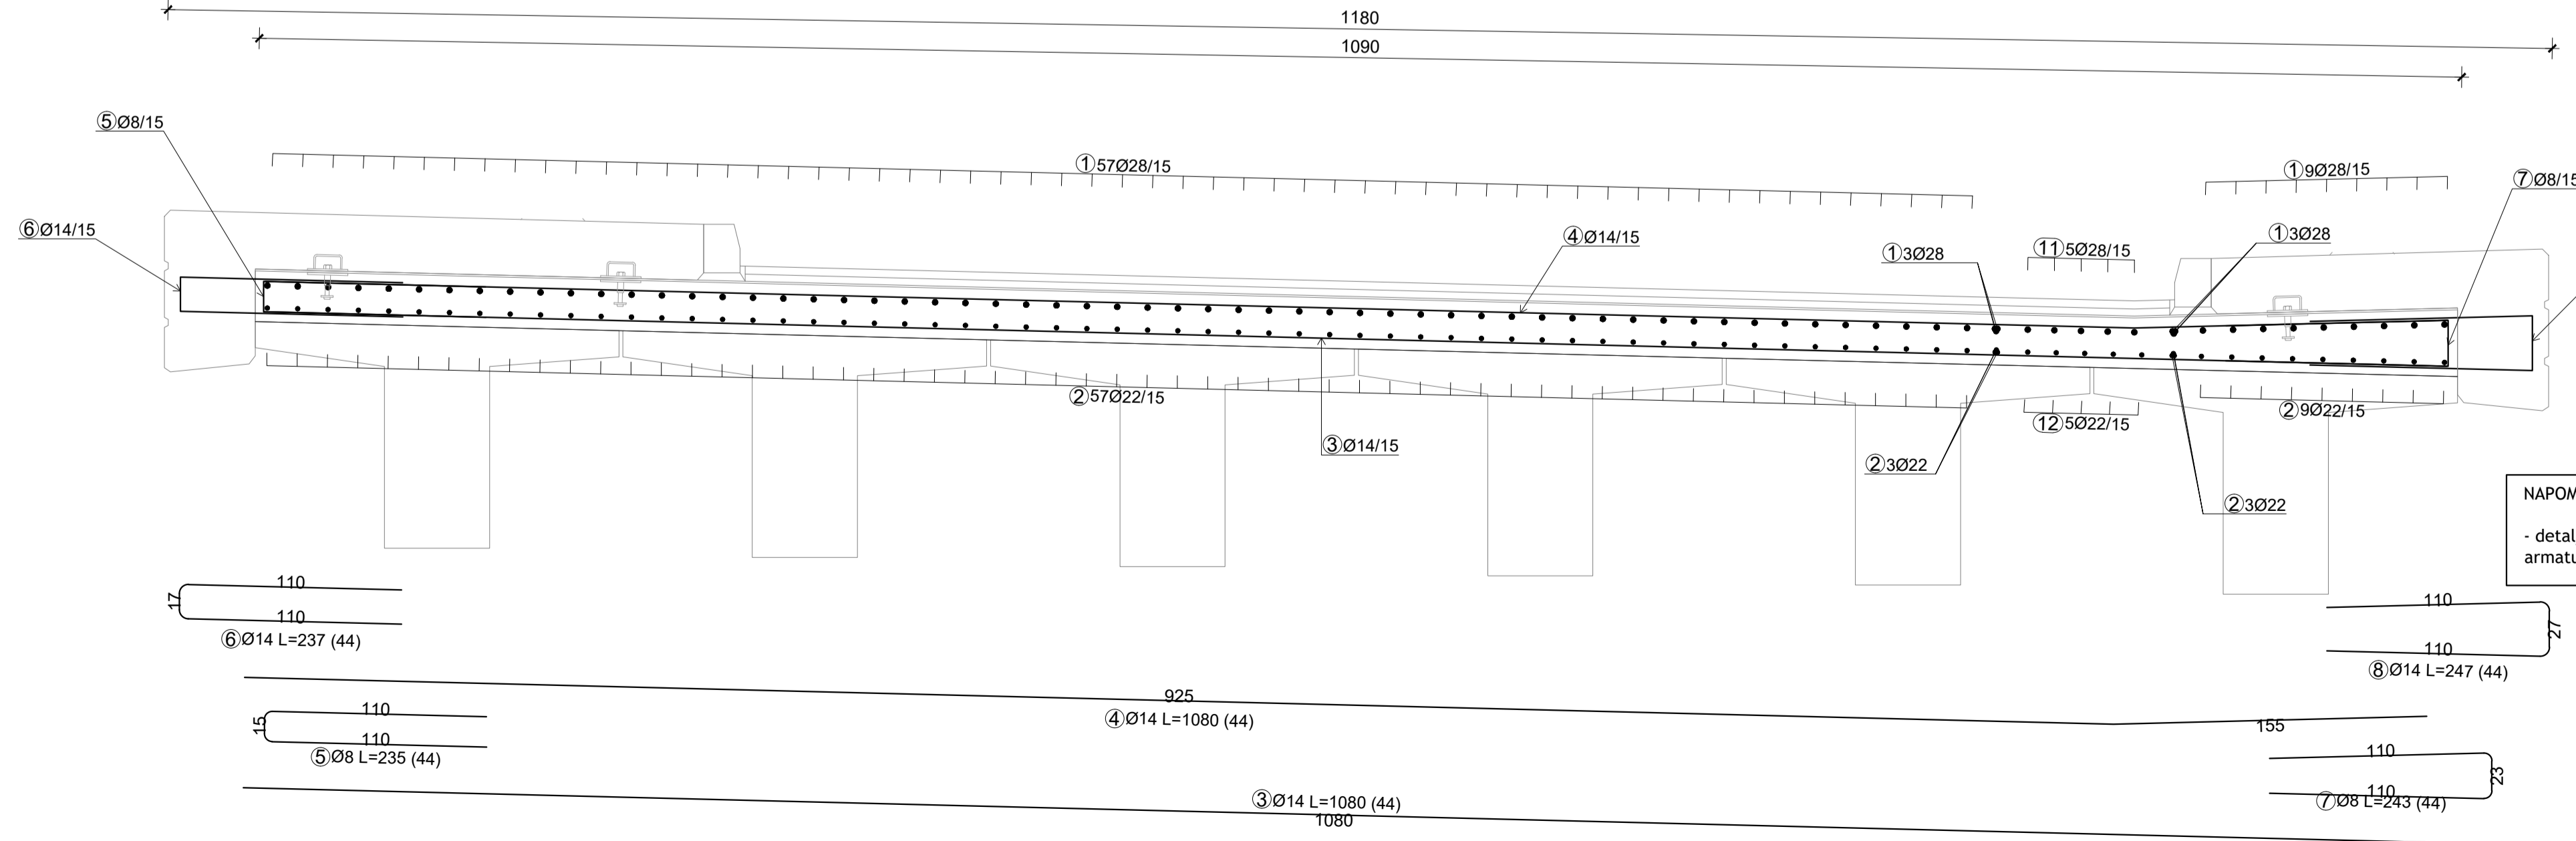 1180
1090
⑤Ø8/15
①57Ø28/15
①9Ø28/15
⑦Ø8/15
⑥Ø14/15
④Ø14/15
①3Ø28
⑪5Ø28/15
①3Ø28
②57Ø22/15
③Ø14/15
②3Ø22
⑫5Ø22/15
②9Ø22/15
②3Ø22
- detal
110
17
110
⑥Ø14 L=237 (44)
110
27
110
⑧Ø14 L=247 (44)
925
④Ø14 L=1080 (44)
155
110
15
110
⑤Ø8 L=235 (44)
110
23
110
⑦Ø8 L=243 (44)
③Ø14 L=1080 (44)
1080